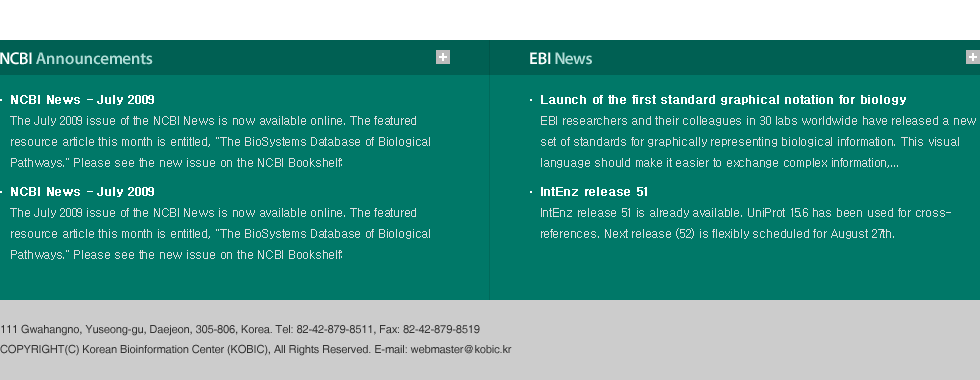 NCBI Announcements
NCBI News - July 2009
The July 2009 issue of the NCBI News is now available online. The featured
resource article this month is entitled, "The BioSystems Database of Biological
Pathways." Please see the new issue on the NCBI Bookshelf:
NCBI News - July 2009
The July 2009 issue of the NCBI News is now available online. The featured
resource article this month is entitled, "The BioSystems Database of Biological
Pathways." Please see the new issue on the NCBI Bookshelf:
EBI News
Launch of the first standard graphical notation for biology
EBI researchers and their colleagues in 30 labs worldwide have released a new
set of standards for graphically representing biological information. This visual
language should make it easier to exchange complex information,...
IntEnz release 51
IntEnz release 51 is already available. UniProt 15.6 has been used for cross-
references. Next release (52) is flexibly scheduled for August 27th.
111 Gwahangno, Yuseong-gu, Daejeon, 305-806, Korea. Tel: 82-42-879-8511, Fax: 82-42-879-8519
COPYRIGHT(C) Korean Bioinformation Center (KOBIC), All Rights Reserved. E-mail: webmaster@kobic.kr